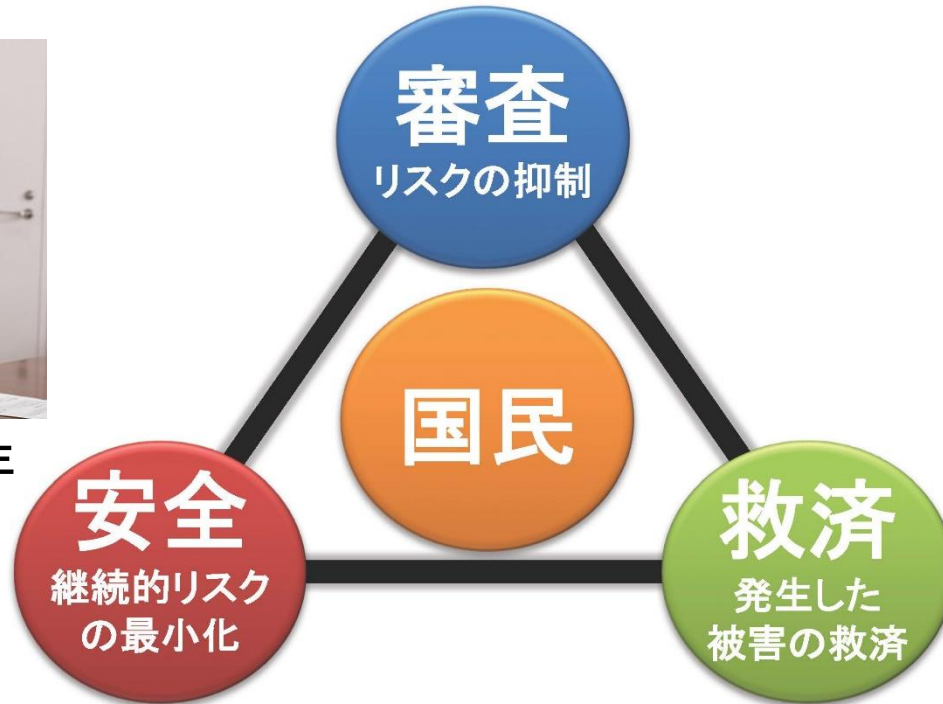 審査
リスクの抑制
国民
安全
継続的リスク
の最小化
救済
発生した
被害の救済